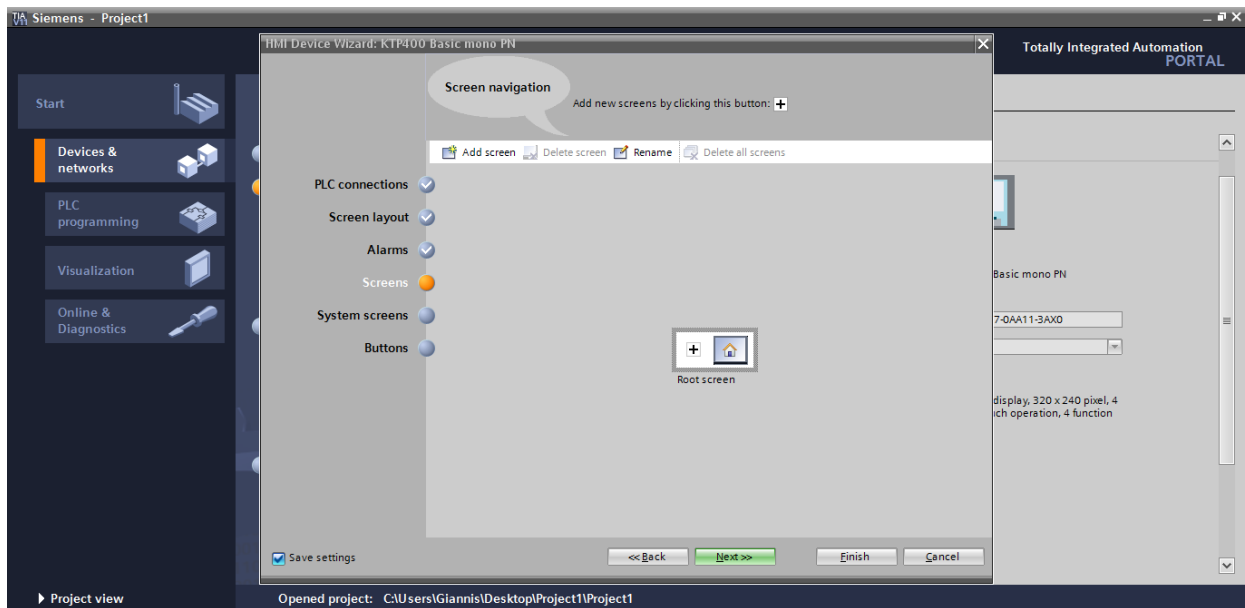 Siemens - Project1
HMI Device Wizard: KTP400 Basic mono PN
Totally Integrated Automation
PORTAL
Start
Devices &
networks
PLC
programming
Visualization
Online &
Diagnostics
Screen navigation
Add new screens by clicking this button:
Add screen
Delete screen
Rename
Delete all screens
PLC connections
Screen layout
Alarms
Screens
System screens
Buttons
Root screen
Basic mono PN
7-0AA11-3AX0
display, 320 x 240 pixel, 4
ch operation, 4 function
Save settings
<< Back
Next >>
Finish
Cancel
Project view
Opened project: C:\Users\Giannis\Desktop\Project1\Project1